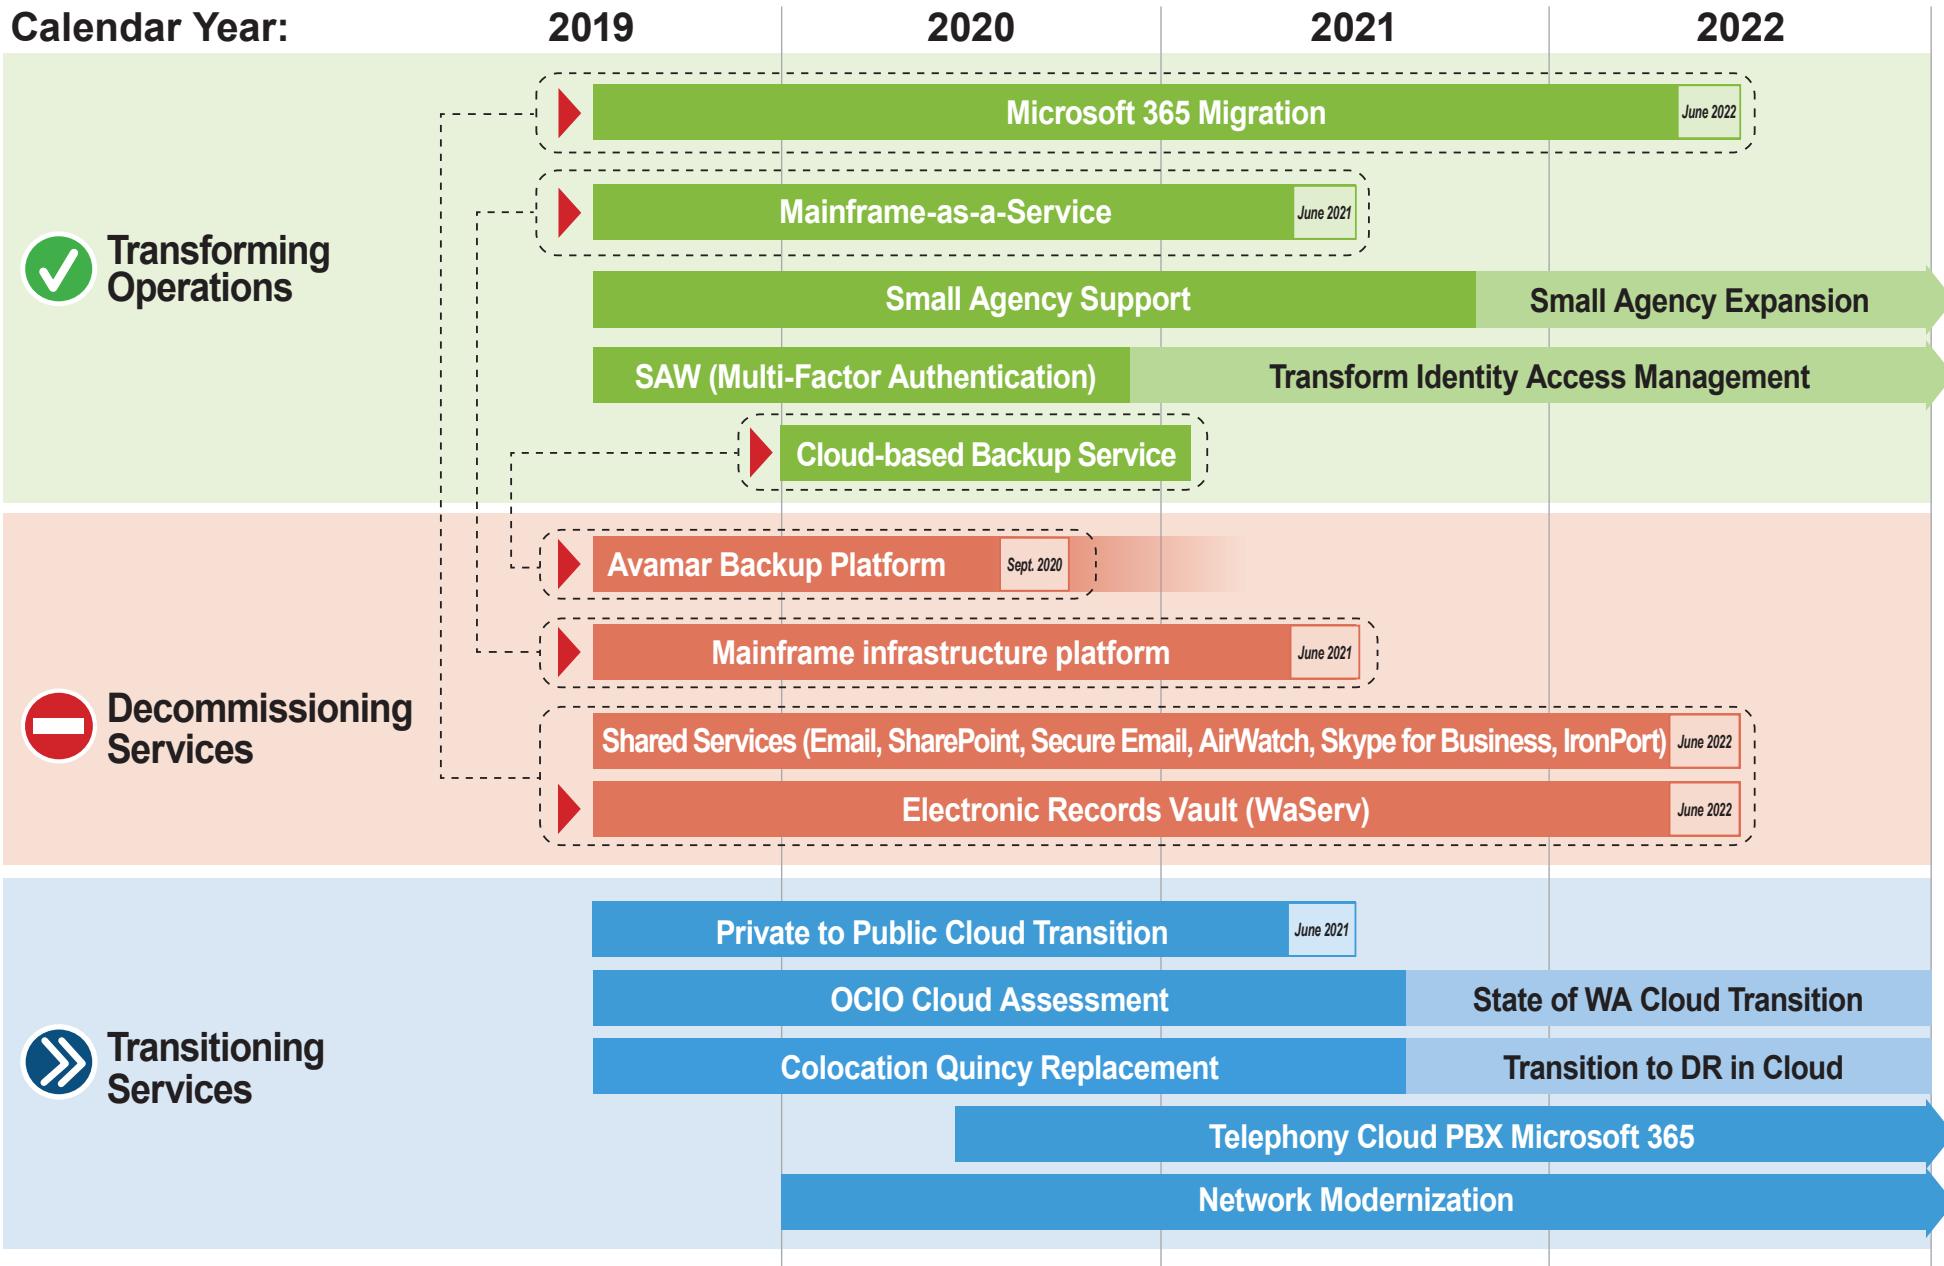 Calendar Year: 2019 2020 2021 2022
Transforming
Operations
Microsoft 365 Migration June 2022
Mainframe-as-a-Service June 2021
Small Agency Support Small Agency Expansion
SAW (Multi-Factor Authentication) Transform Identity Access Management
Cloud-based Backup Service
Decommissioning
Services
Avamar Backup Platform Sept. 2020
Mainframe infrastructure platform June 2021
Shared Services (Email, SharePoint, Secure Email, AirWatch, Skype for Business, IronPort) June 2022
Electronic Records Vault (WaServ) June 2022
Transitioning
Services
Private to Public Cloud Transition June 2021
OCIO Cloud Assessment State of WA Cloud Transition
Colocation Quincy Replacement Transition to DR in Cloud
Telephony Cloud PBX Microsoft 365
Network Modernization